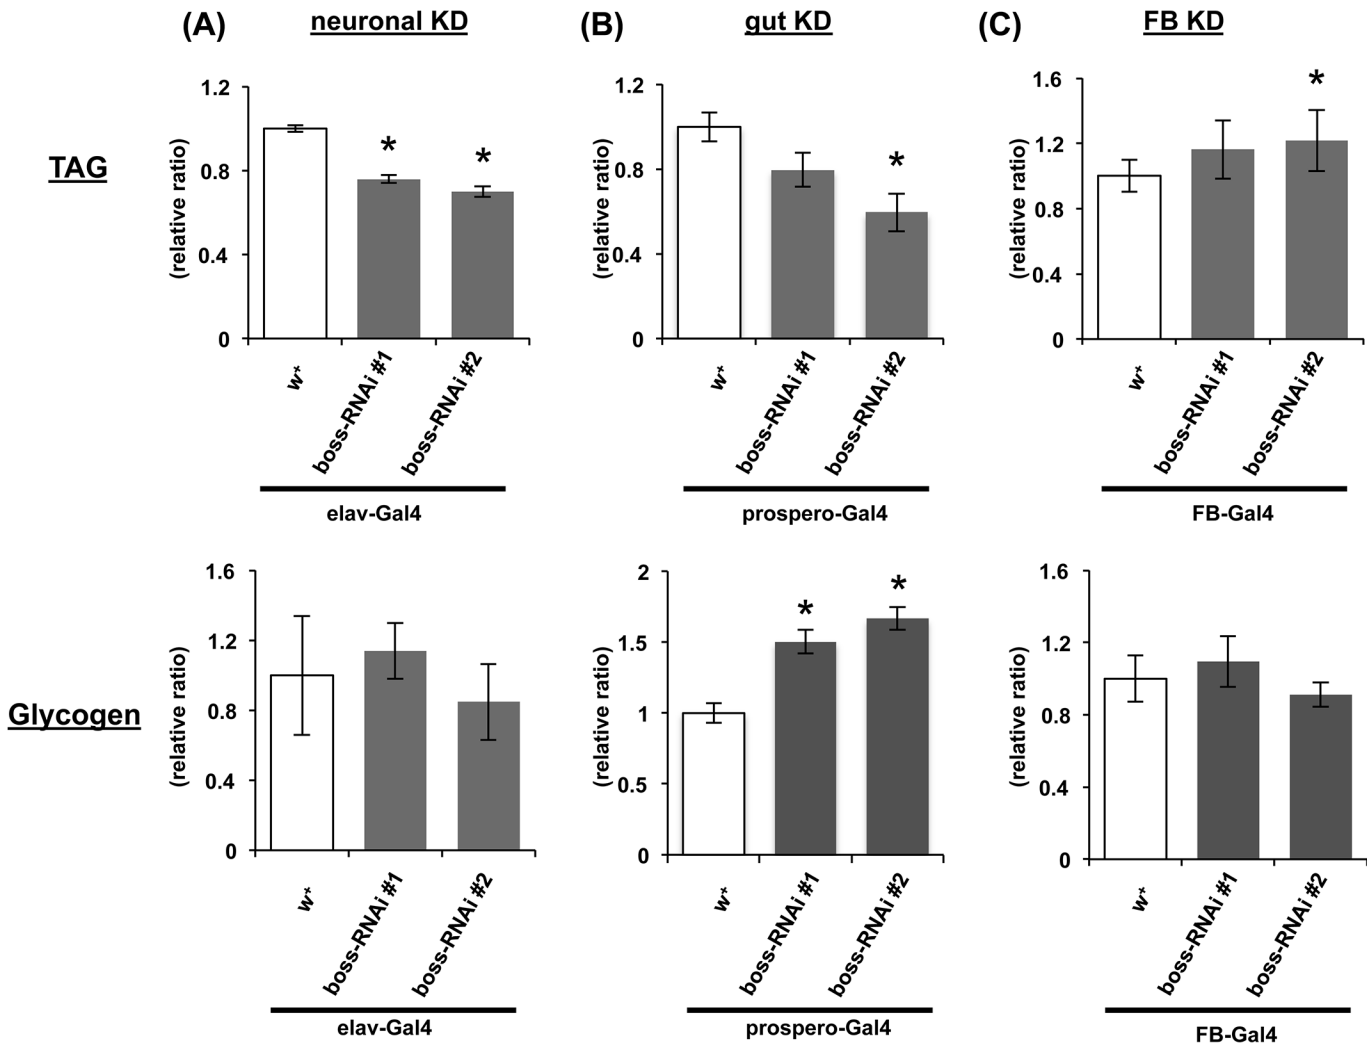 (A) neuronal KD
(B) gut KD
(C) FB KD
TAG
(relative ratio)
1.2
0.8
0.4
0
*
*
w⁺
boss-RNAi #1
boss-RNAi #2
elav-Gal4
(relative ratio)
1.2
0.8
0.4
0
*
w⁺
boss-RNAi #1
boss-RNAi #2
prospero-Gal4
(relative ratio)
1.6
1.2
0.8
0.4
0
*
w⁺
boss-RNAi #1
boss-RNAi #2
FB-Gal4
Glycogen
(relative ratio)
1.6
1.2
0.8
0.4
0
w⁺
boss-RNAi #1
boss-RNAi #2
elav-Gal4
(relative ratio)
2
1.5
1
0.5
0
*
*
w⁺
boss-RNAi #1
boss-RNAi #2
prospero-Gal4
(relative ratio)
1.6
1.2
0.8
0.4
0
w⁺
boss-RNAi #1
boss-RNAi #2
FB-Gal4